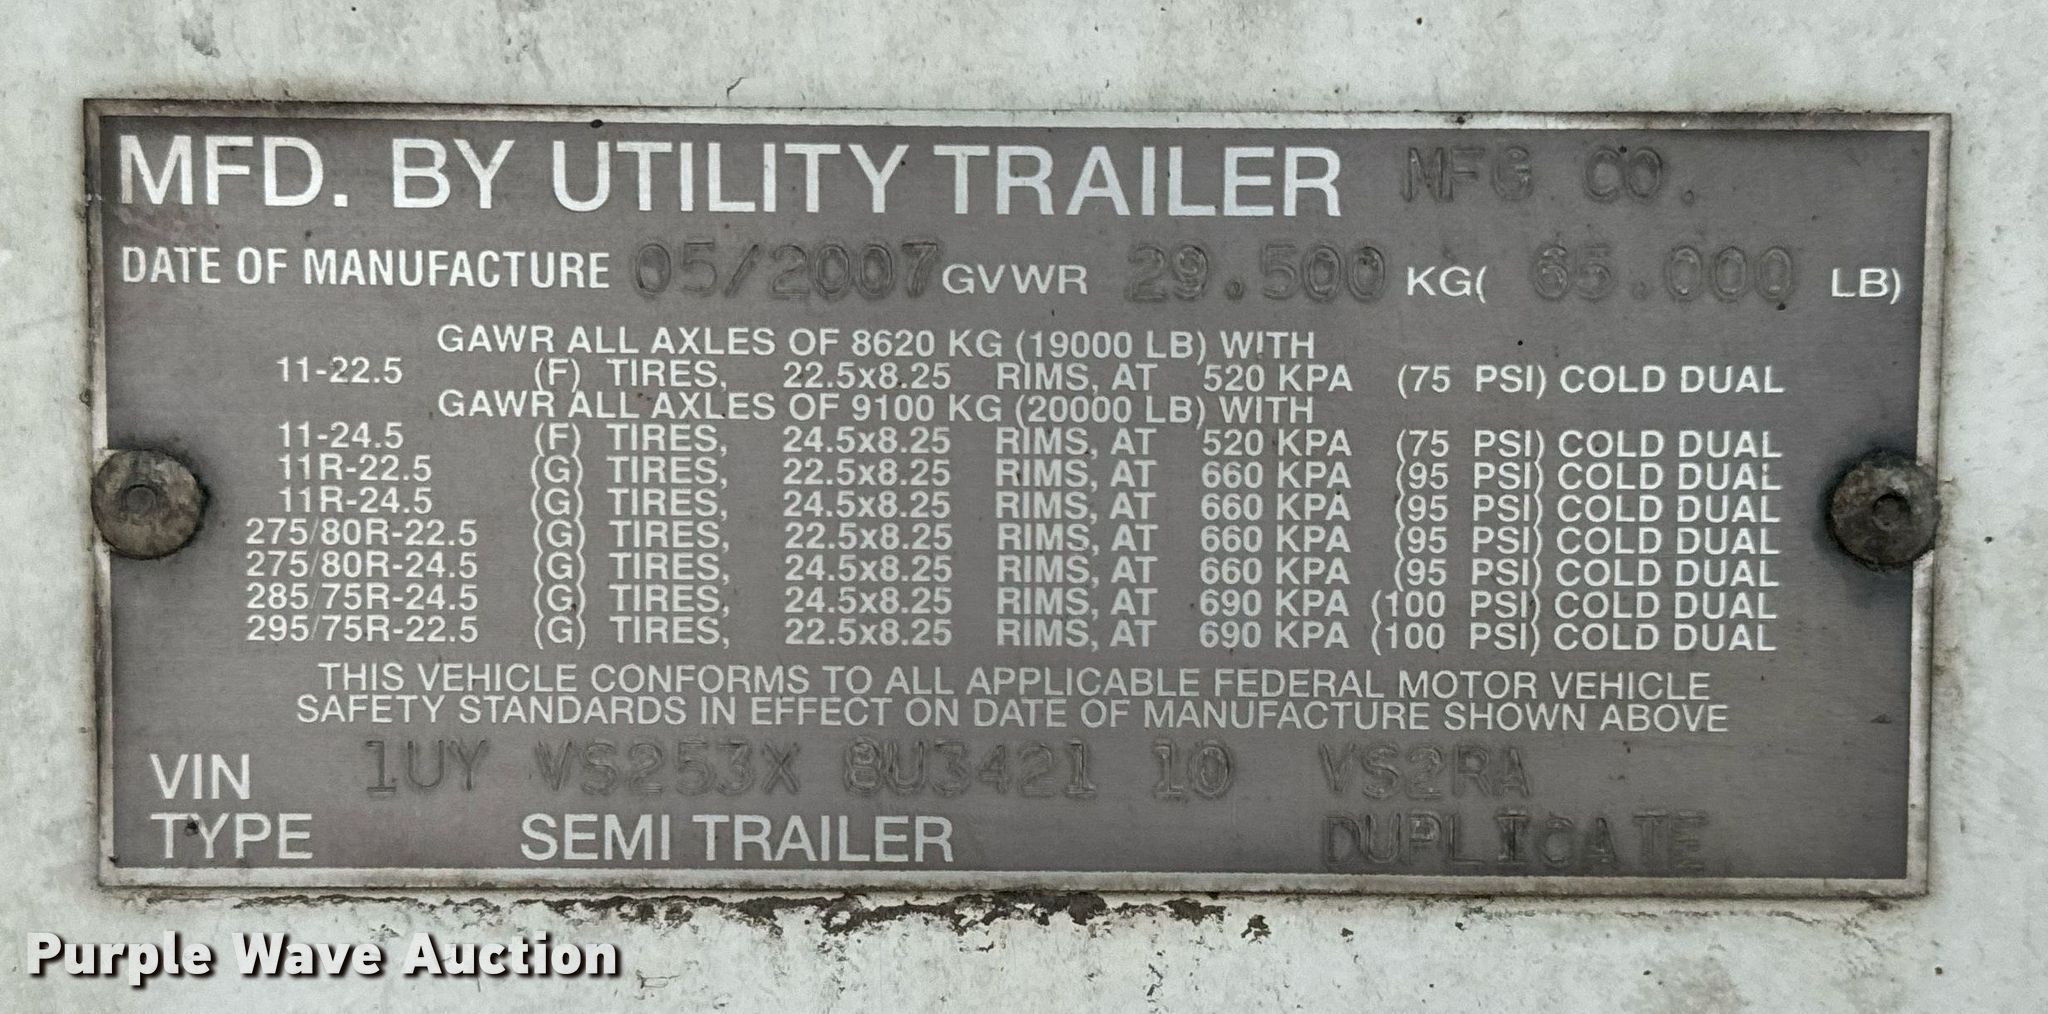 MFD. BY UTILITY TRAILER MFG CO.
DATE OF MANUFACTURE 05/2007 GVWR 29.500 KG( 65.000 LB)
GAWR ALL AXLES OF 8620 KG (19000 LB) WITH
11-22.5 (F) TIRES, 22.5x8.25 RIMS, AT 520 KPA (75 PSI) COLD DUAL
GAWR ALL AXLES OF 9100 KG (20000 LB) WITH
11-24.5 (F) TIRES, 24.5x8.25 RIMS, AT 520 KPA (75 PSI) COLD DUAL
11R-22.5 (G) TIRES, 22.5x8.25 RIMS, AT 660 KPA (95 PSI) COLD DUAL
11R-24.5 (G) TIRES, 24.5x8.25 RIMS, AT 660 KPA (95 PSI) COLD DUAL
275/80R-22.5 (G) TIRES, 22.5x8.25 RIMS, AT 660 KPA (95 PSI) COLD DUAL
275/80R-24.5 (G) TIRES, 24.5x8.25 RIMS, AT 660 KPA (95 PSI) COLD DUAL
285/75R-24.5 (G) TIRES, 24.5x8.25 RIMS, AT 690 KPA (100 PSI) COLD DUAL
295/75R-22.5 (G) TIRES, 22.5x8.25 RIMS, AT 690 KPA (100 PSI) COLD DUAL
THIS VEHICLE CONFORMS TO ALL APPLICABLE FEDERAL MOTOR VEHICLE
SAFETY STANDARDS IN EFFECT ON DATE OF MANUFACTURE SHOWN ABOVE
VIN 1UY VS253X 8U3421 10 VS2RA
TYPE SEMI TRAILER DUPLICATE
Purple Wave Auction